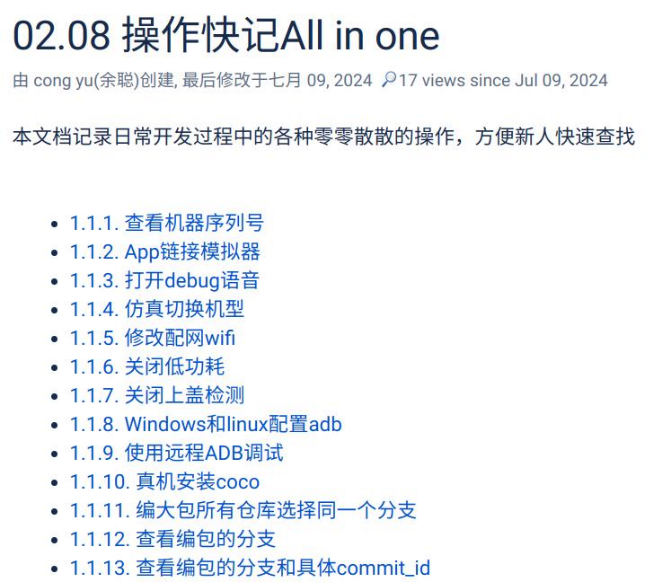 02.08 操作快记All in one
由 cong yu(余聪)创建, 最后修改于七月 09, 2024 17 views since Jul 09, 2024
本文档记录日常开发过程中的各种零零散散的操作，方便新人快速查找
1.1.1. 查看机器序列号
1.1.2. App链接模拟器
1.1.3. 打开debug语音
1.1.4. 仿真切换机型
1.1.5. 修改配网wifi
1.1.6. 关闭低功耗
1.1.7. 关闭上盖检测
1.1.8. Windows和linux配置adb
1.1.9. 使用远程ADB调试
1.1.10. 真机安装coco
1.1.11. 编大包所有仓库选择同一个分支
1.1.12. 查看编包的分支
1.1.13. 查看编包的分支和具体commit_id